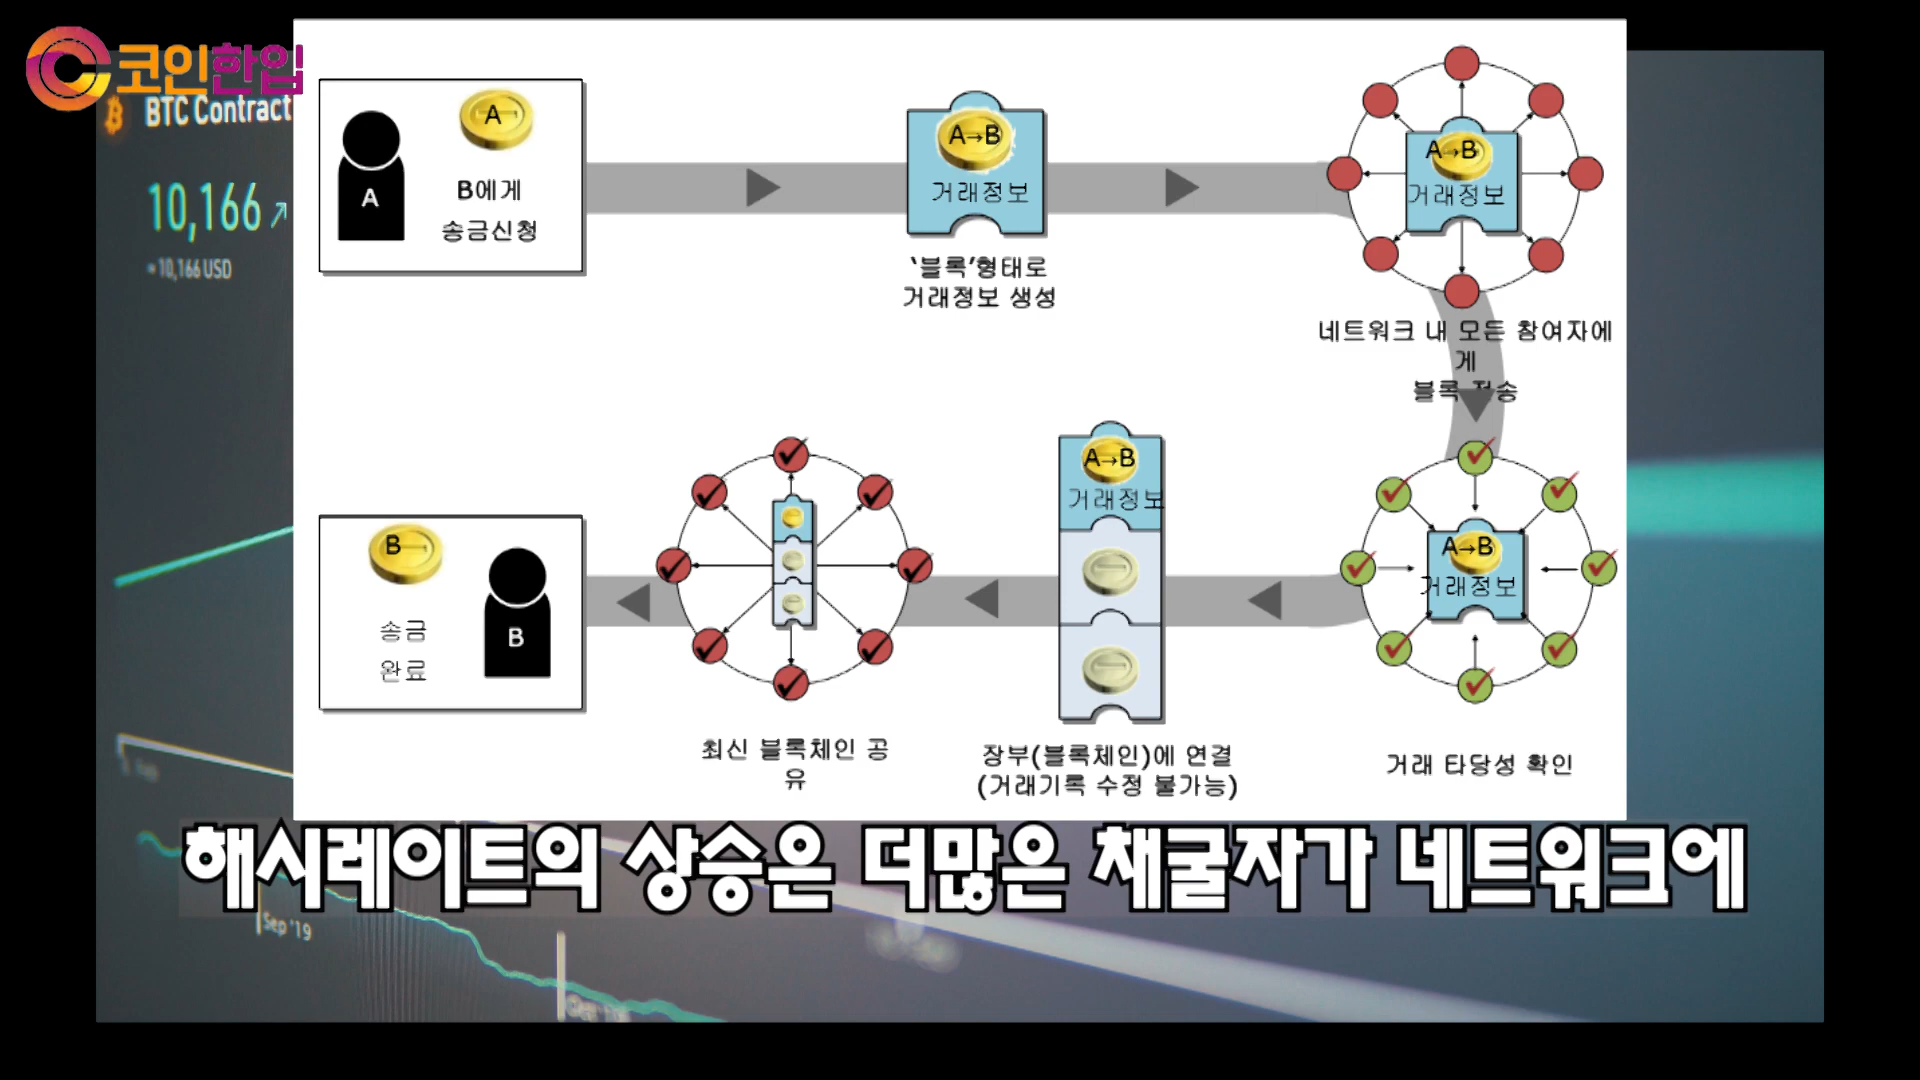 코인한입
BTC Contract
10,166
10,166 USD
A
A
B에게
송금신청
A→B
거래정보
'블록'형태로
거래정보 생성
A→B
거래정보
네트워크 내 모든 참여자에
게
블록 전송
A→B
거래정보
거래 타당성 확인
A→B
거래정보
장부(블록체인)에 연결
(거래기록 수정 불가능)
최신 블록체인 공
유
B
송금
완료
B
해시레이트의 상승은 더많은 채굴자가 네트워크에
Sep '19